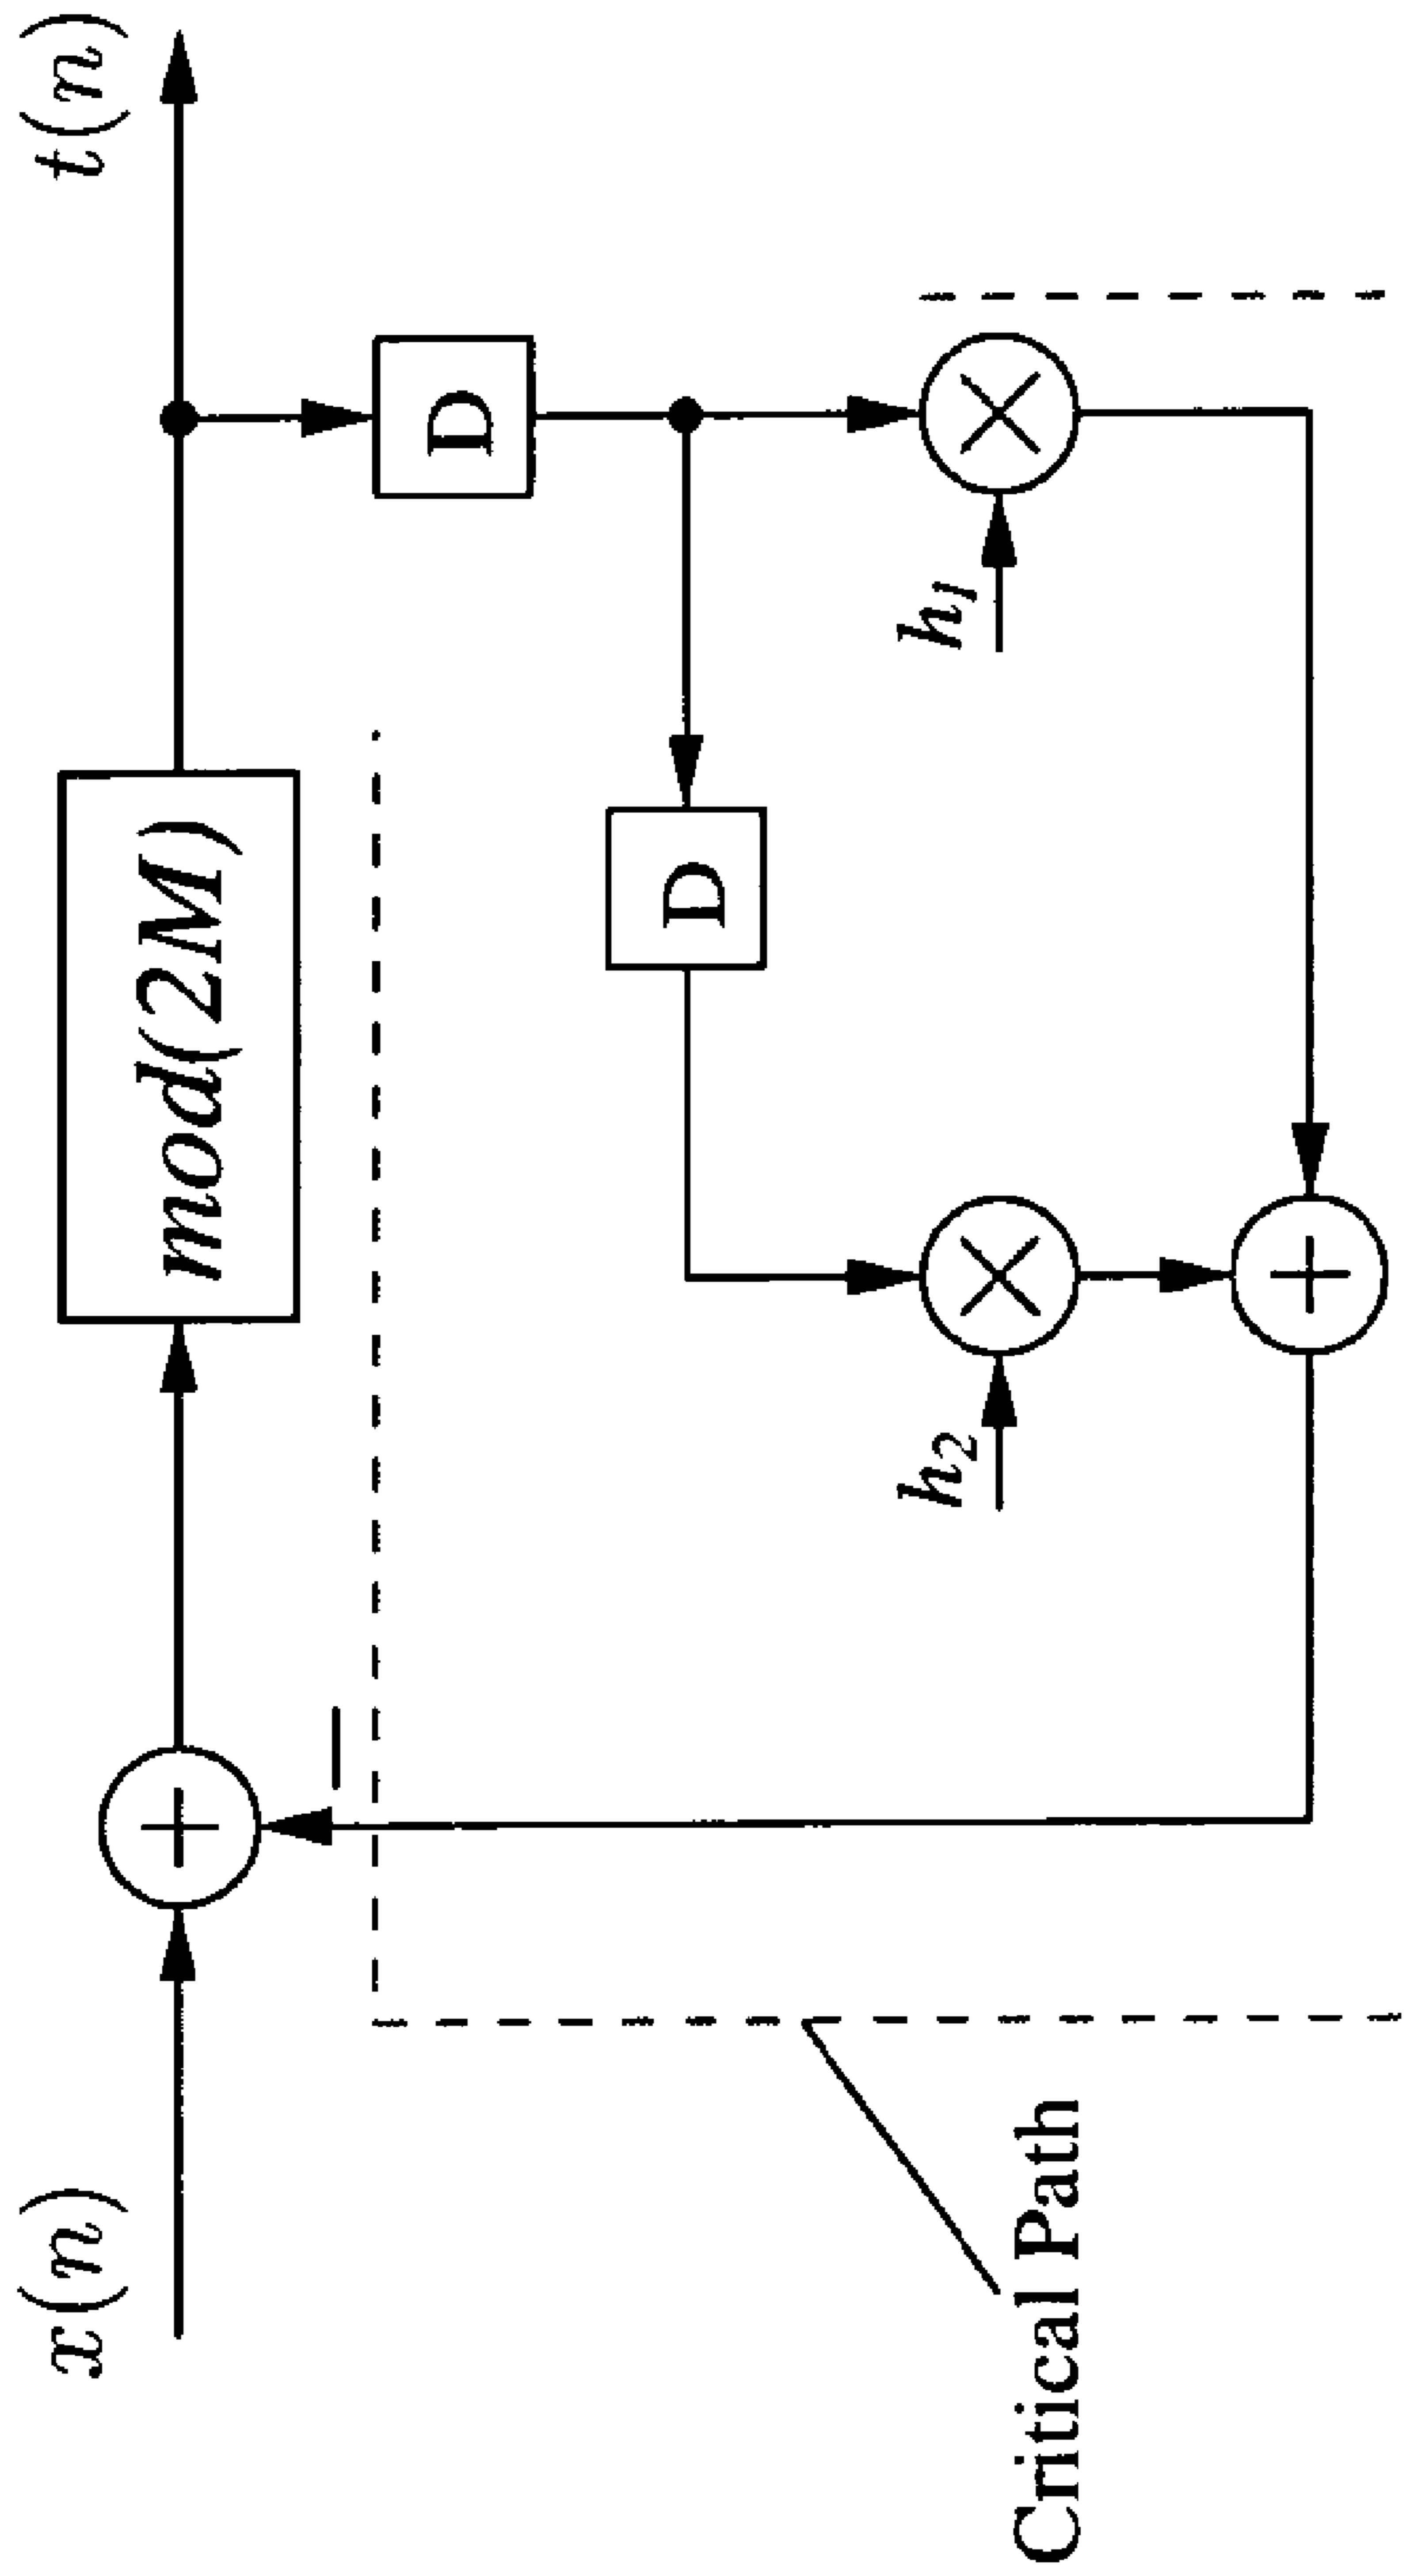 x(n)
mod(2M)
t(n)
D
D
h2
h1
Critical Path